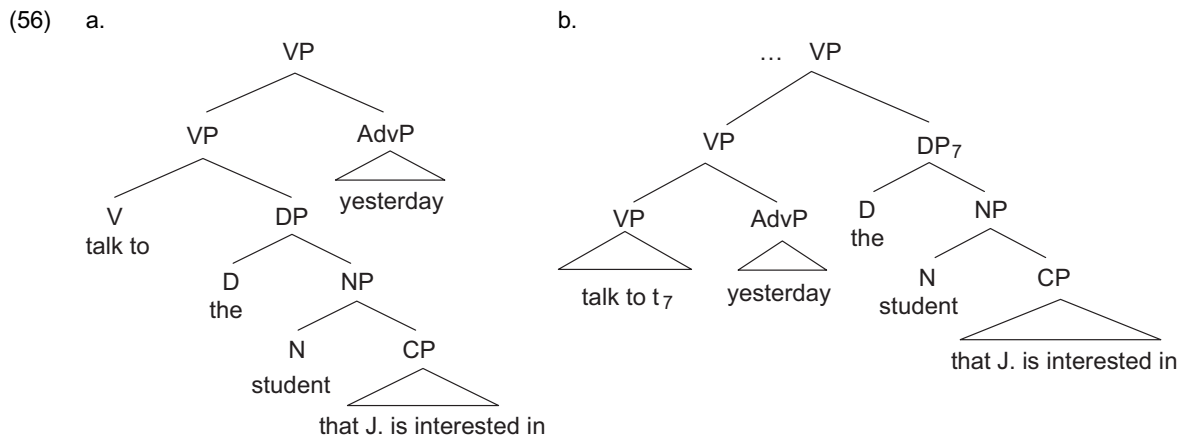 (56) a. b.
VP … VP
VP AdvP VP DP₇
yesterday
V DP VP AdvP D NP
talk to the
D NP talk to t₇ yesterday N CP
the student
N CP
student that J. is interested in
that J. is interested in